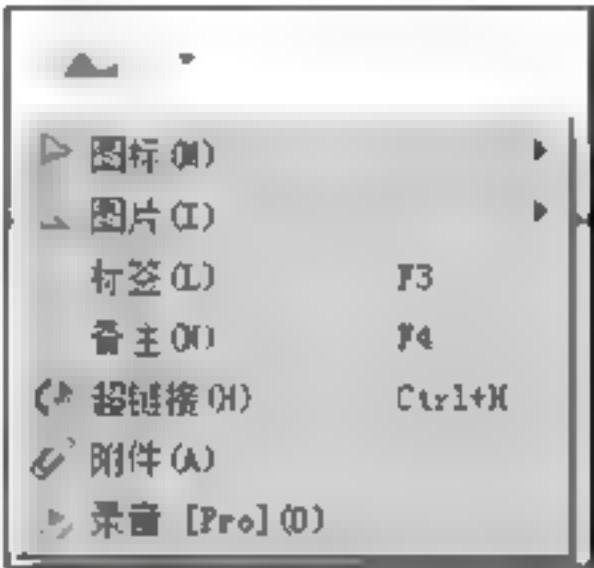 图标(M)
图片(I)
标签(L) F3
备注(N) F4
超链接(H) Ctrl+H
附件(A)
录音 [Pro](O)